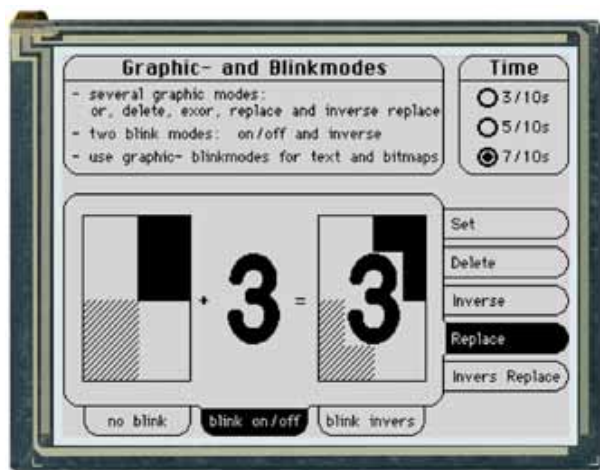 Graphic- and Blinkmodes
- several graphic modes:
or, delete, exor, replace and inverse replace
- two blink modes: on/off and inverse
- use graphic- blinkmodes for text and bitmaps
Time
3/10s
5/10s
7/10s
+ 3 = 3
Set
Delete
Inverse
Replace
Invers Replace
no blink
blink on/off
blink invers